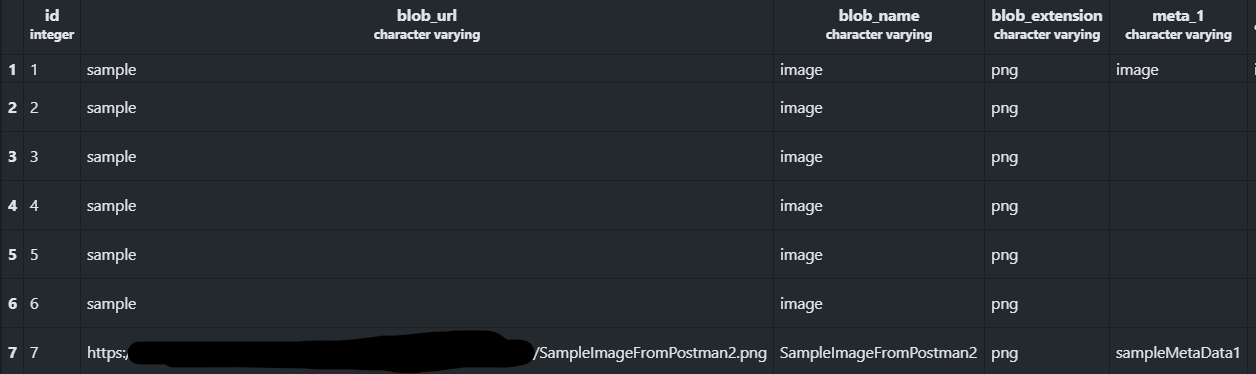 id blob_url blob_name blob_extension meta_1
integer character varying character varying character varying character varying
1 1 sample image png image
2 2 sample image png
3 3 sample image png
4 4 sample image png
5 5 sample image png
6 6 sample image png
7 7 https:/ /SampleImageFromPostman2.png SampleImageFromPostman2 png sampleMetaData1